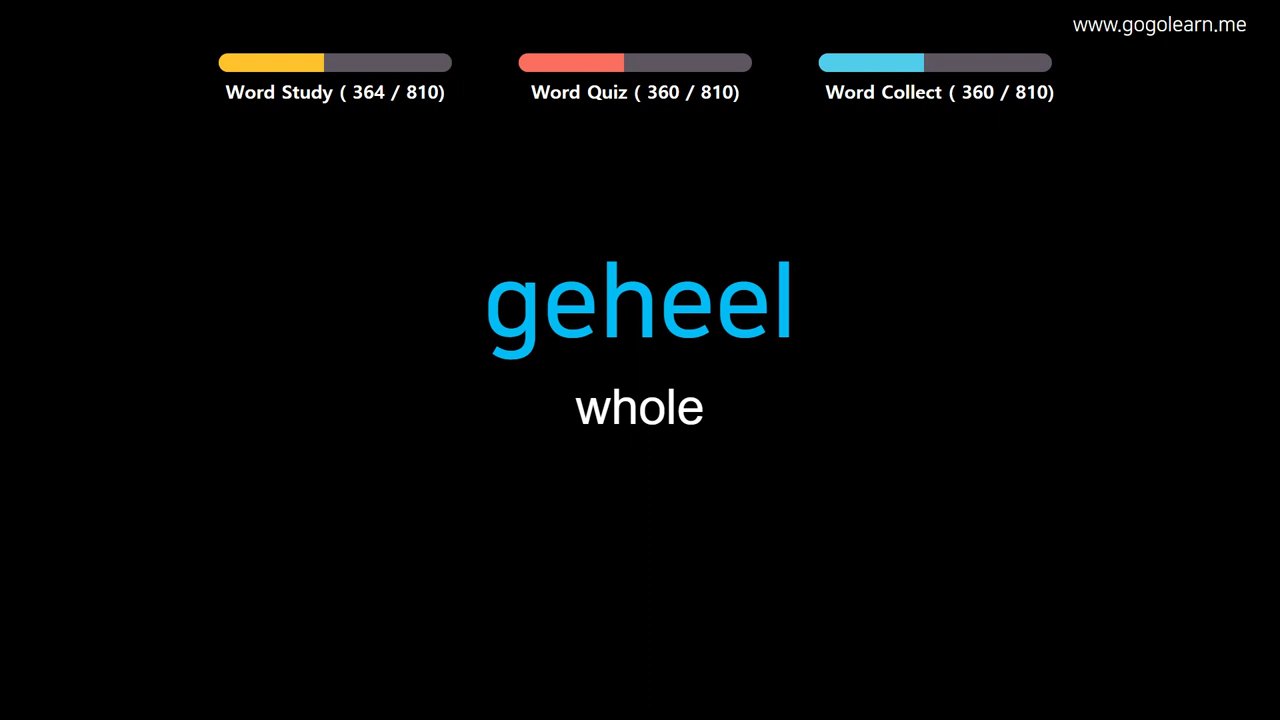 www.gogolearn.me
Word Study ( 364 / 810)
Word Quiz ( 360 / 810)
Word Collect ( 360 / 810)
geheel
whole